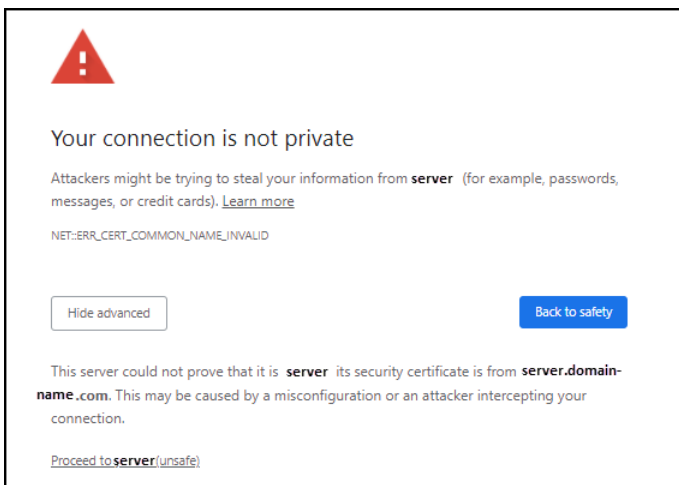 Your connection is not private
Attackers might be trying to steal your information from server (for example, passwords,
messages, or credit cards). Learn more
NET::ERR_CERT_COMMON_NAME_INVALID
Hide advanced
Back to safety
This server could not prove that it is server its security certificate is from server.domain-
name.com. This may be caused by a misconfiguration or an attacker intercepting your
connection.
Proceed to server(unsafe)